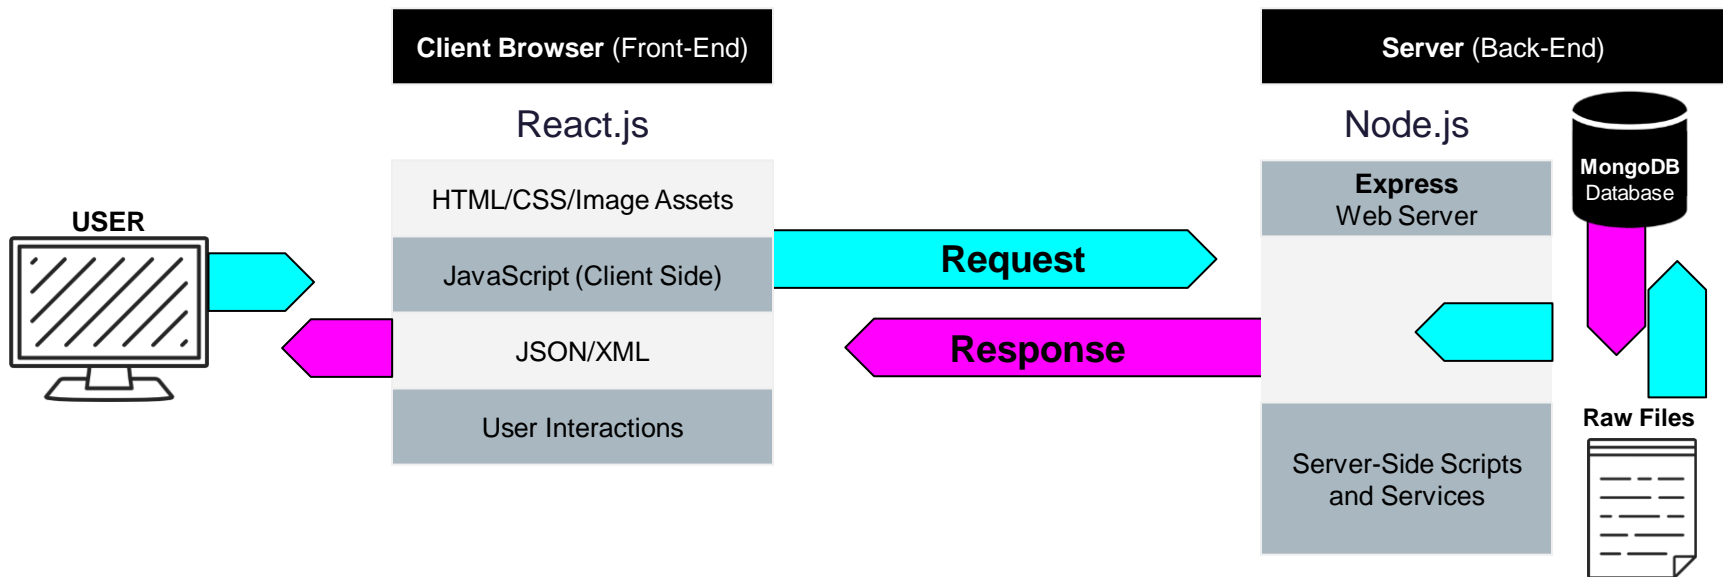 Client Browser (Front-End)
Server (Back-End)
React.js
Node.js
HTML/CSS/Image Assets
Express
Web Server
MongoDB
Database
USER
JavaScript (Client Side)
Request
JSON/XML
Response
User Interactions
Raw Files
Server-Side Scripts
and Services